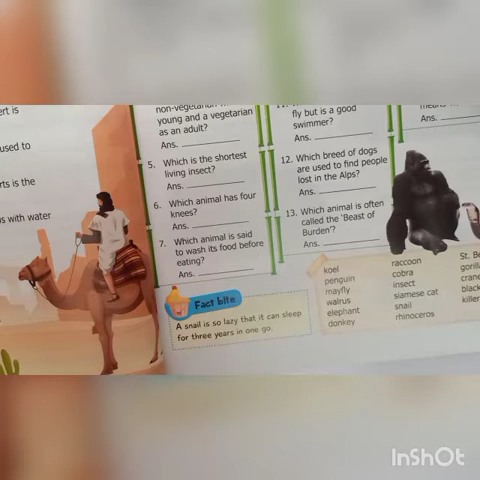 ert is
used to
rts is the
s with water
non-vegetarian
young and a vegetarian
as an adult?
Ans.
5. Which is the shortest
living insect?
Ans.
6. Which animal has four
knees?
Ans.
7. Which animal is said
to wash its food before
eating?
Ans.
Fact bite
A snail is so lazy that it can sleep
for three years in one go.
fly but is a good
swimmer?
Ans.
12. Which breed of dogs
are used to find people
lost in the Alps?
Ans.
13. Which animal is often
called the 'Beast of
Burden'?
Ans.
means
Ans.
koel
penguin
mayfly
walrus
elephant
donkey
raccoon
cobra
insect
siamese cat
snail
rhinoceros
St. Be
gorill
crane
black
killer
InShOt